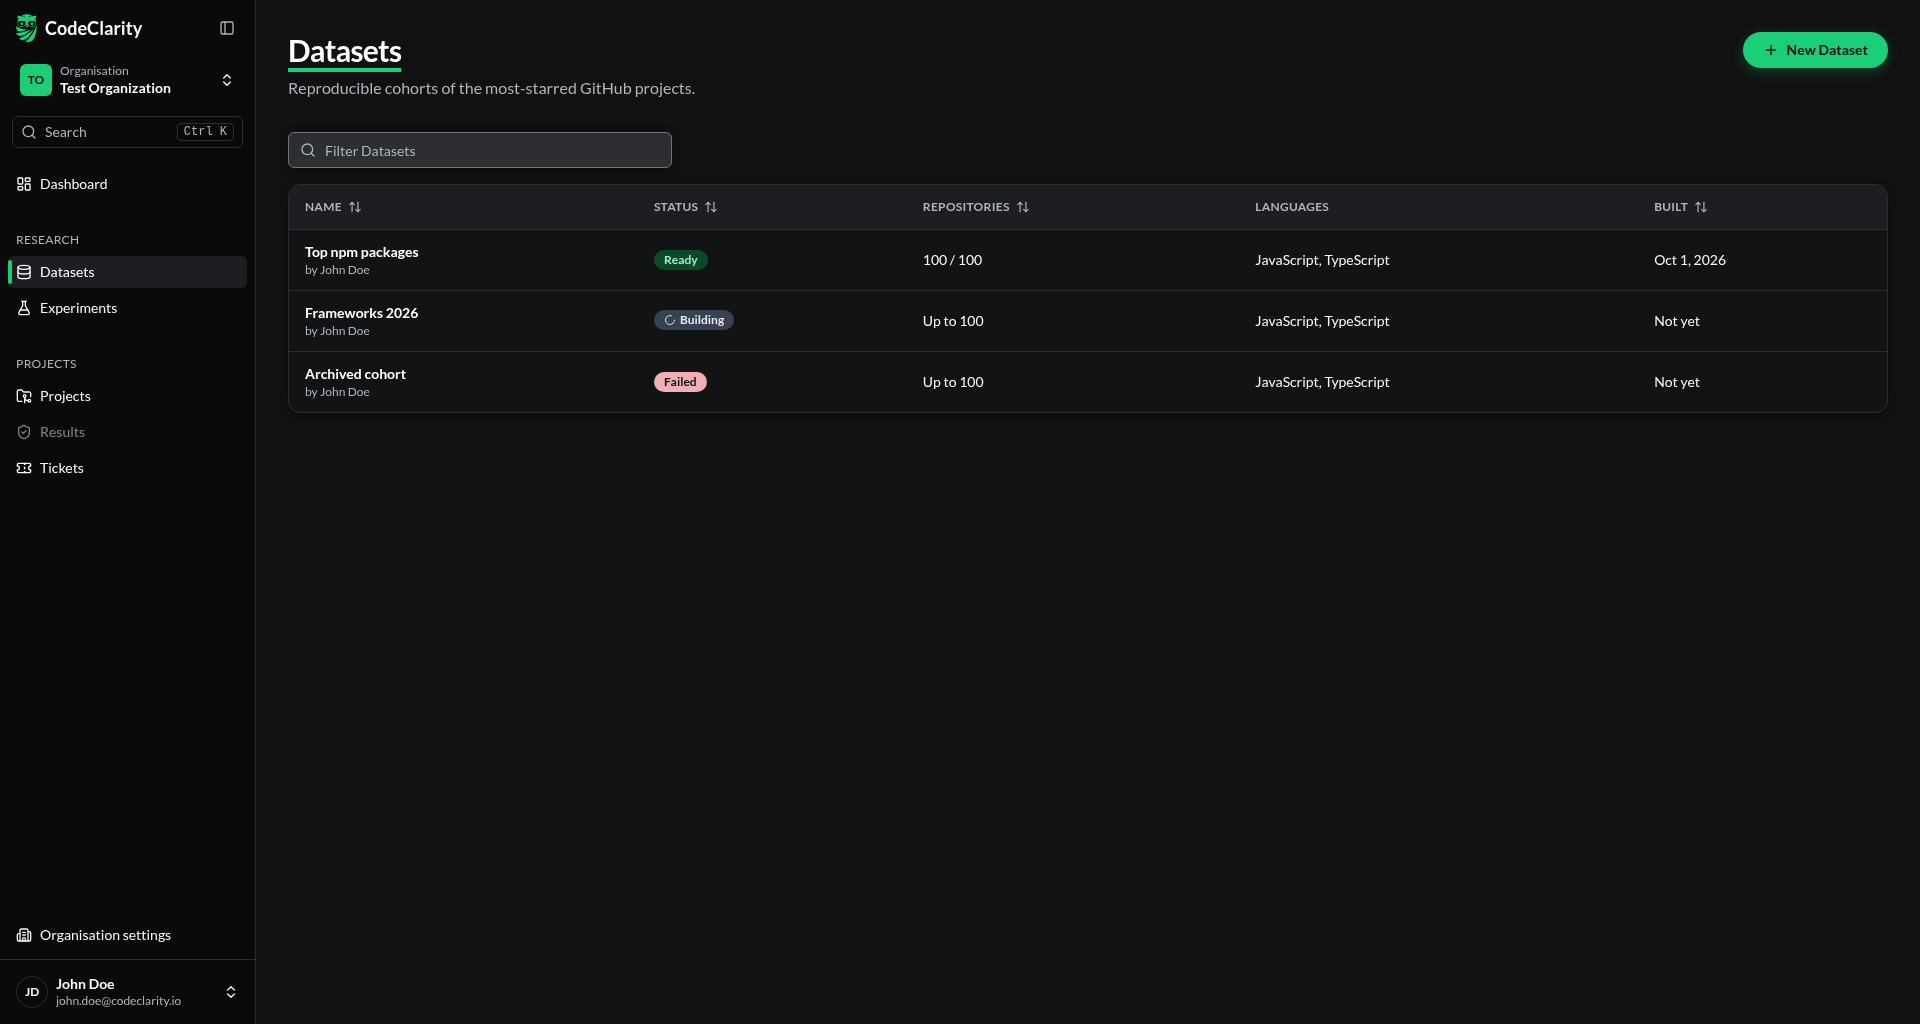 CodeClarity
TO
Organisation
Test Organization
Search
Ctrl K
Dashboard
RESEARCH
Datasets
Experiments
PROJECTS
Projects
Results
Tickets
Organisation settings
JD
John Doe
john.doe@codeclarity.io
Datasets
Reproducible cohorts of the most-starred GitHub projects.
New Dataset
Filter Datasets
NAME STATUS REPOSITORIES LANGUAGES BUILT
Top npm packages
by John Doe
Ready 100 / 100 JavaScript, TypeScript Oct 1, 2026
Frameworks 2026
by John Doe
Building Up to 100 JavaScript, TypeScript Not yet
Archived cohort
by John Doe
Failed Up to 100 JavaScript, TypeScript Not yet